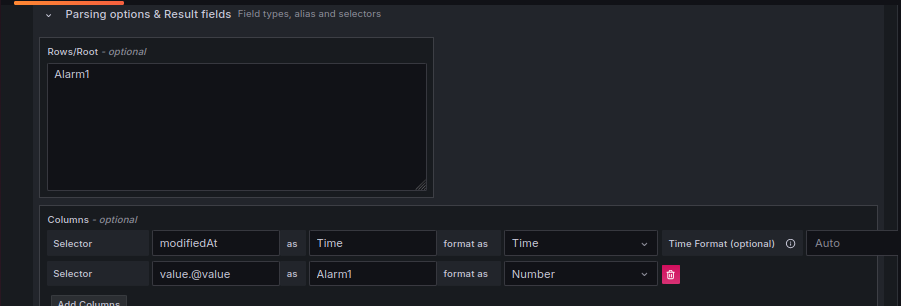 Parsing options & Result fields Field types, alias and selectors
Rows/Root - optional
Alarm1
Columns - optional
Selector modifiedAt as Time format as Time Time Format (optional) Auto
Selector value.@value as Alarm1 format as Number
Add Columns